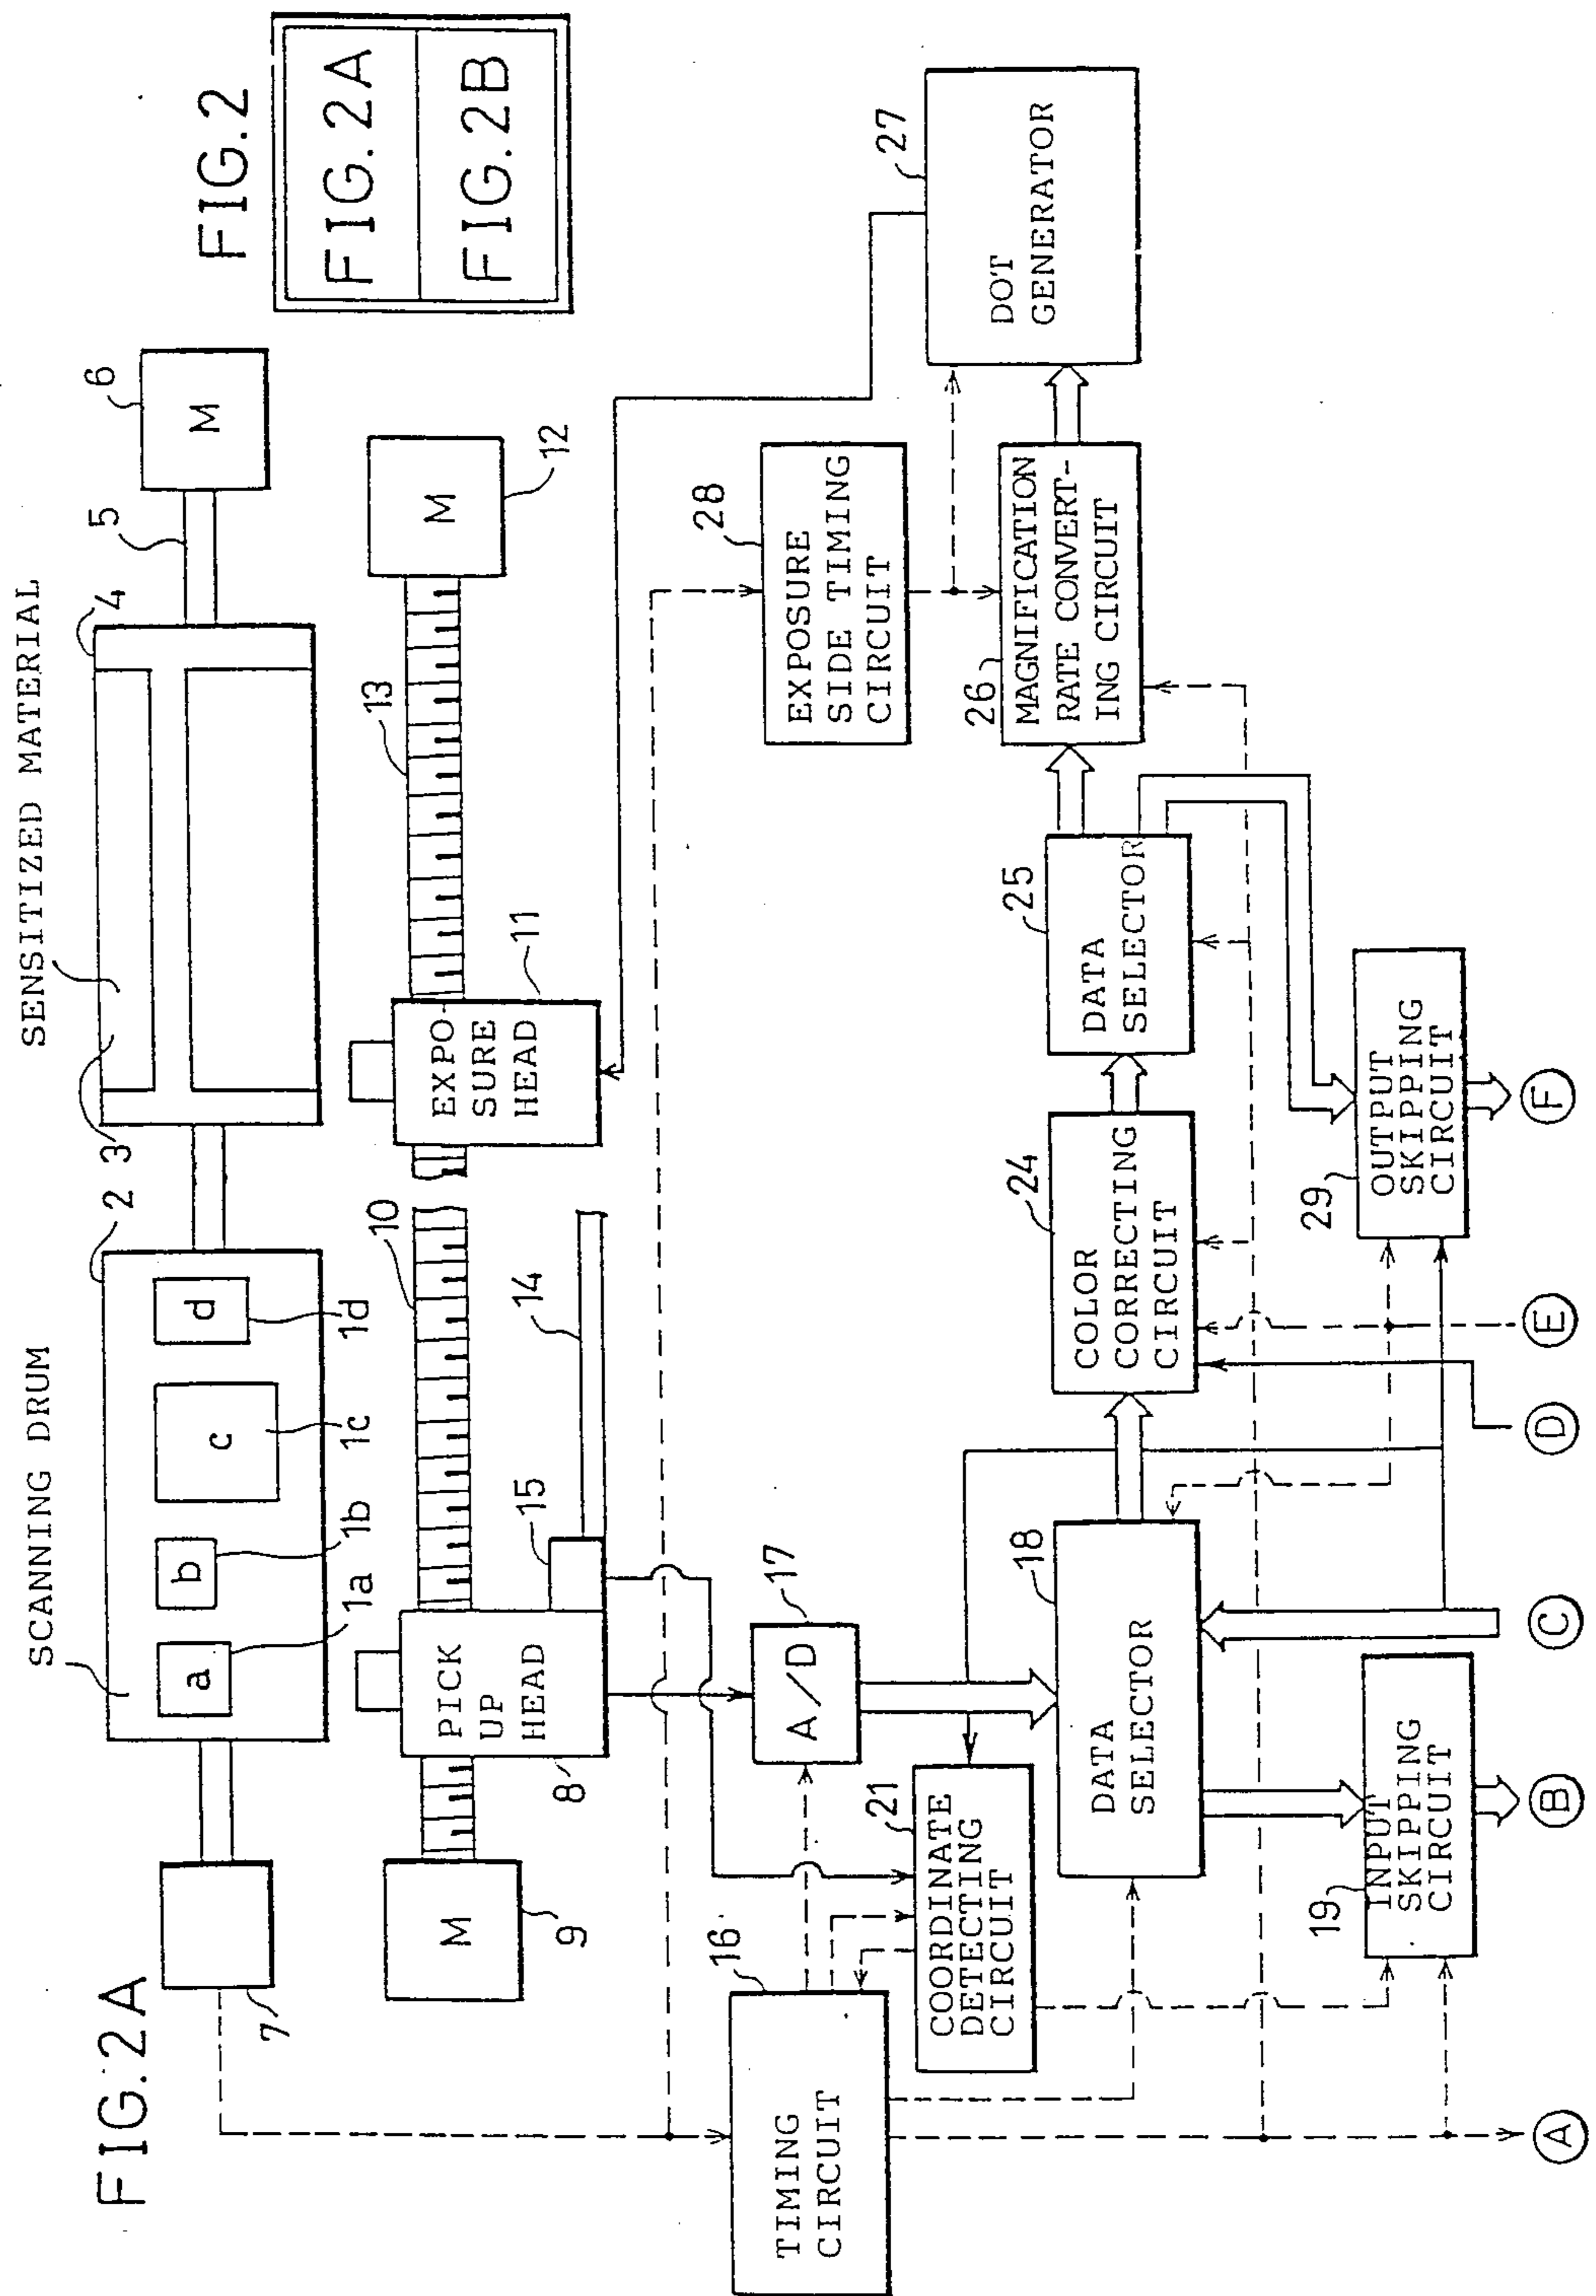 FIG.2A
FIG.2
FIG.2A
FIG.2B
SCANNING DRUM
SENSITIZED MATERIAL
2
3
4
5
6
M
7
a
b
c
d
1a
1b
1c
1d
M
9
PICK
UP
HEAD
8
15
10
14
EXPO-
SURE
HEAD
11
13
M
12
TIMING
CIRCUIT
16
A/D
17
COORDINATE
DETECTING
CIRCUIT
21
DATA
SELECTOR
18
INPUT
SKIPPING
CIRCUIT
19
COLOR
CORRECTING
CIRCUIT
24
DATA
SELECTOR
25
EXPOSURE
SIDE TIMING
CIRCUIT
28
MAGNIFICATION
RATE CONVERT-
ING CIRCUIT
26
DOT
GENERATOR
27
OUTPUT
SKIPPING
CIRCUIT
29
A
B
C
D
E
F